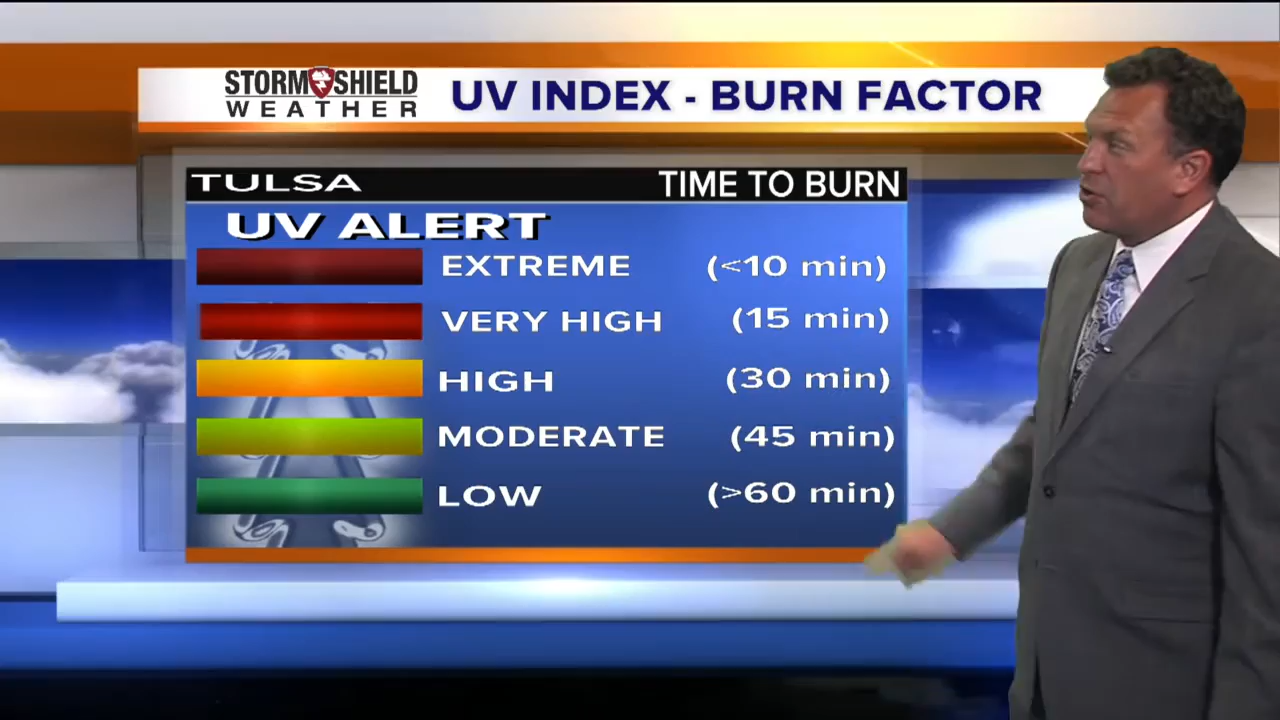 STORM SHIELD
WEATHER
UV INDEX - BURN FACTOR
TULSA TIME TO BURN
UV ALERT
EXTREME (<10 min)
VERY HIGH (15 min)
HIGH (30 min)
MODERATE (45 min)
LOW (>60 min)